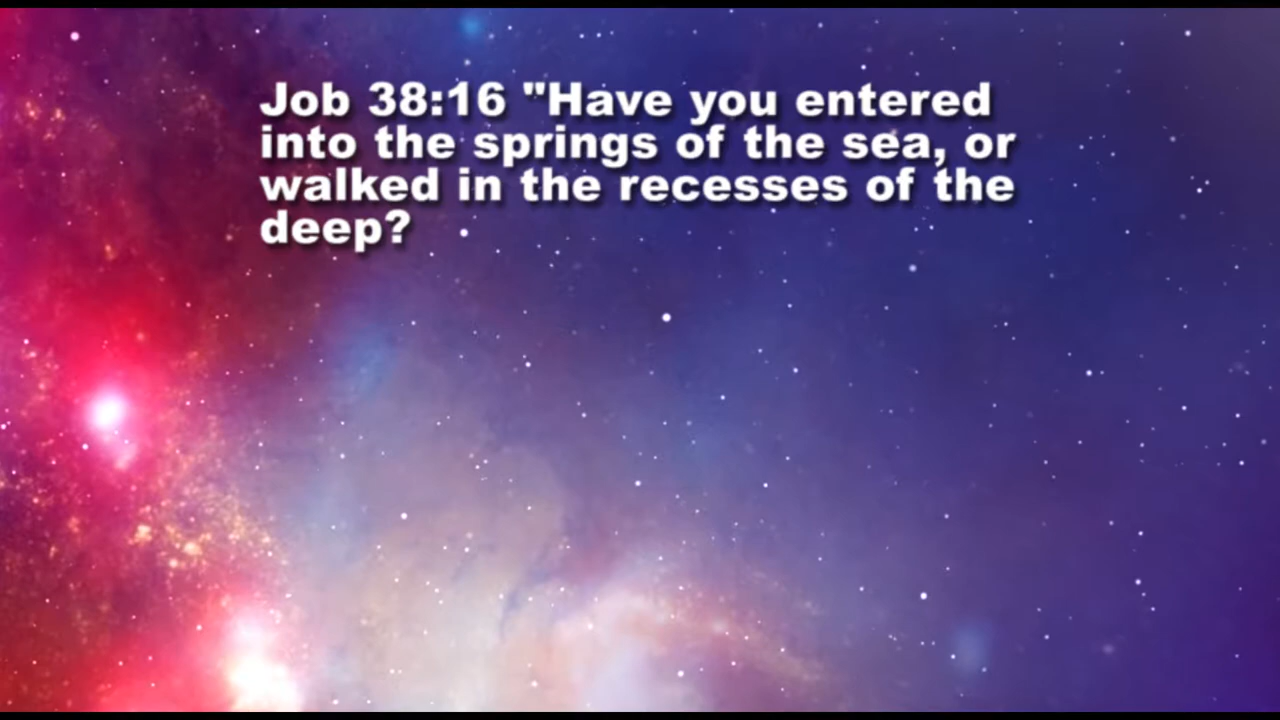 Job 38:16 "Have you entered
into the springs of the sea, or
walked in the recesses of the
deep?